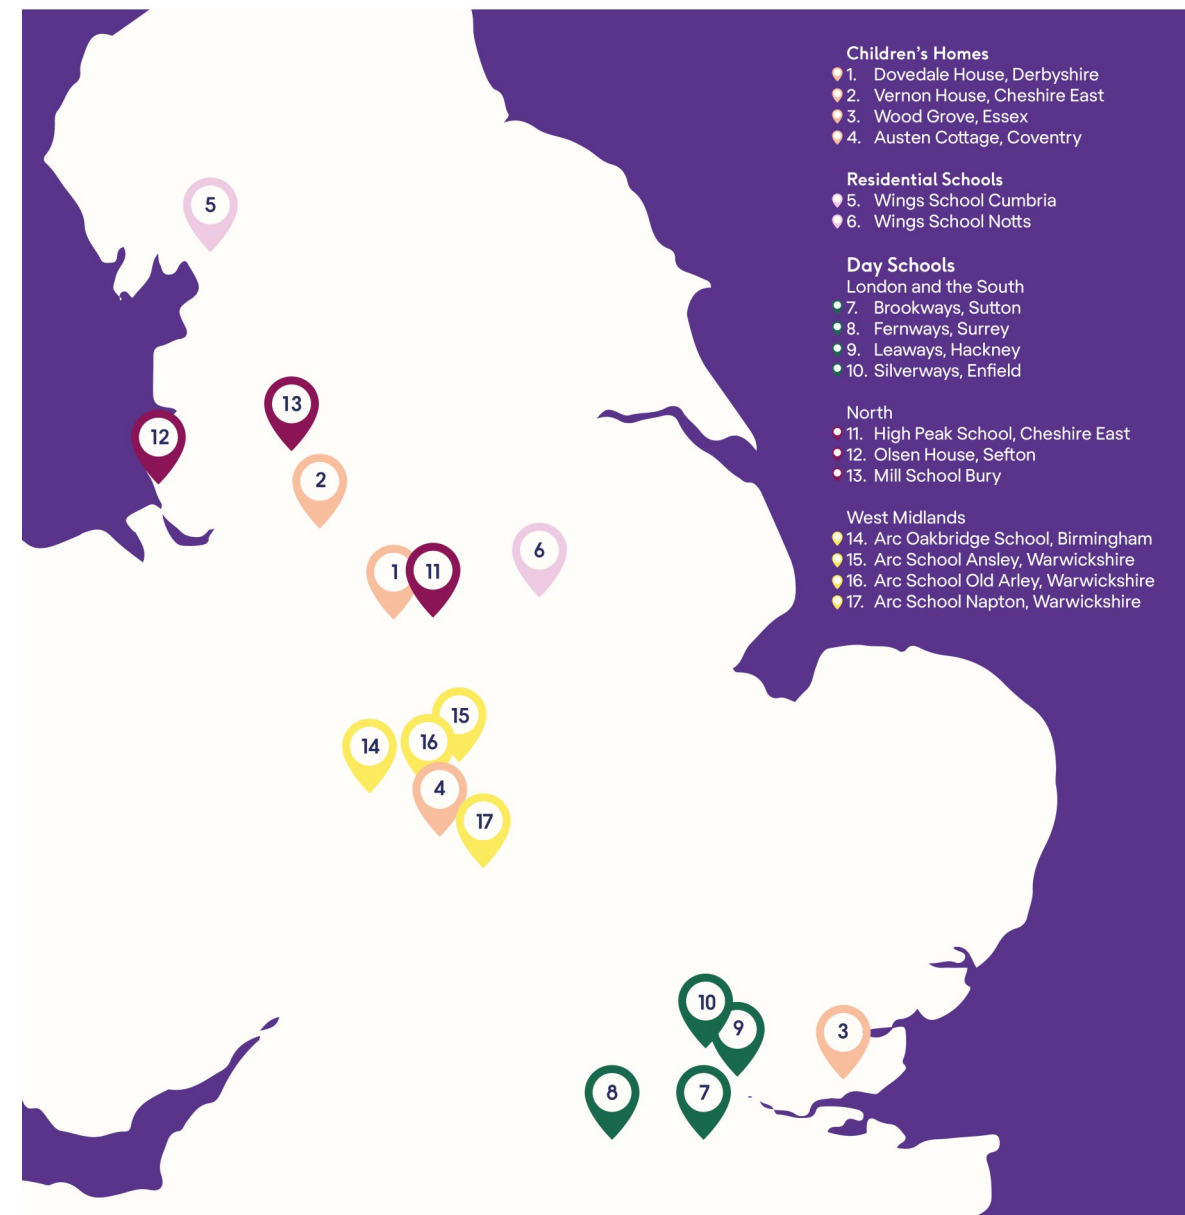 Children's Homes
1. Dovedale House, Derbyshire
2. Vernon House, Cheshire East
3. Wood Grove, Essex
4. Austen Cottage, Coventry
Residential Schools
5. Wings School Cumbria
6. Wings School Notts
Day Schools
London and the South
7. Brookways, Sutton
8. Fernways, Surrey
9. Leaways, Hackney
10. Silverways, Enfield
North
11. High Peak School, Cheshire East
12. Olsen House, Sefton
13. Mill School Bury
West Midlands
14. Arc Oakbridge School, Birmingham
15. Arc School Ansley, Warwickshire
16. Arc School Old Arley, Warwickshire
17. Arc School Napton, Warwickshire
5
13
12
2
6
1
11
15
16
14
4
17
10
9
3
8
7